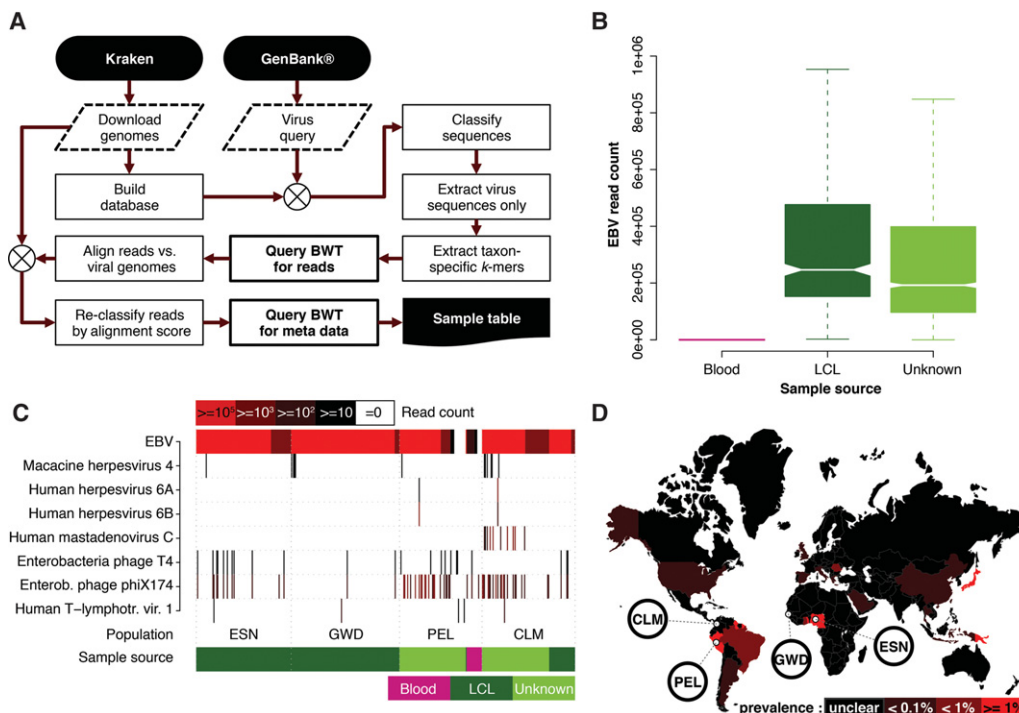 A
Kraken
GenBank®
Download
genomes
Virus
query
Classify
sequences
Build
database
Extract virus
sequences only
Align reads vs.
viral genomes
Query BWT
for reads
Extract taxon-
specific k-mers
Re-classify reads
by alignment score
Query BWT
for meta data
Sample table
B
EBV read count
1e+06
8e+05
6e+05
4e+05
2e+05
0e+00
Blood
LCL
Unknown
Sample source
C
>=10⁵
>=10³
>=10²
>=10
=0
Read count
EBV
Macacine herpesvirus 4
Human herpesvirus 6A
Human herpesvirus 6B
Human mastadenovirus C
Enterobacteria phage T4
Enterob. phage phiX174
Human T-lymphotr. vir. 1
Population
ESN
GWD
PEL
CLM
Sample source
Blood
LCL
Unknown
D
CLM
PEL
GWD
ESN
prevalence :
unclear
< 0.1%
< 1%
>= 1%